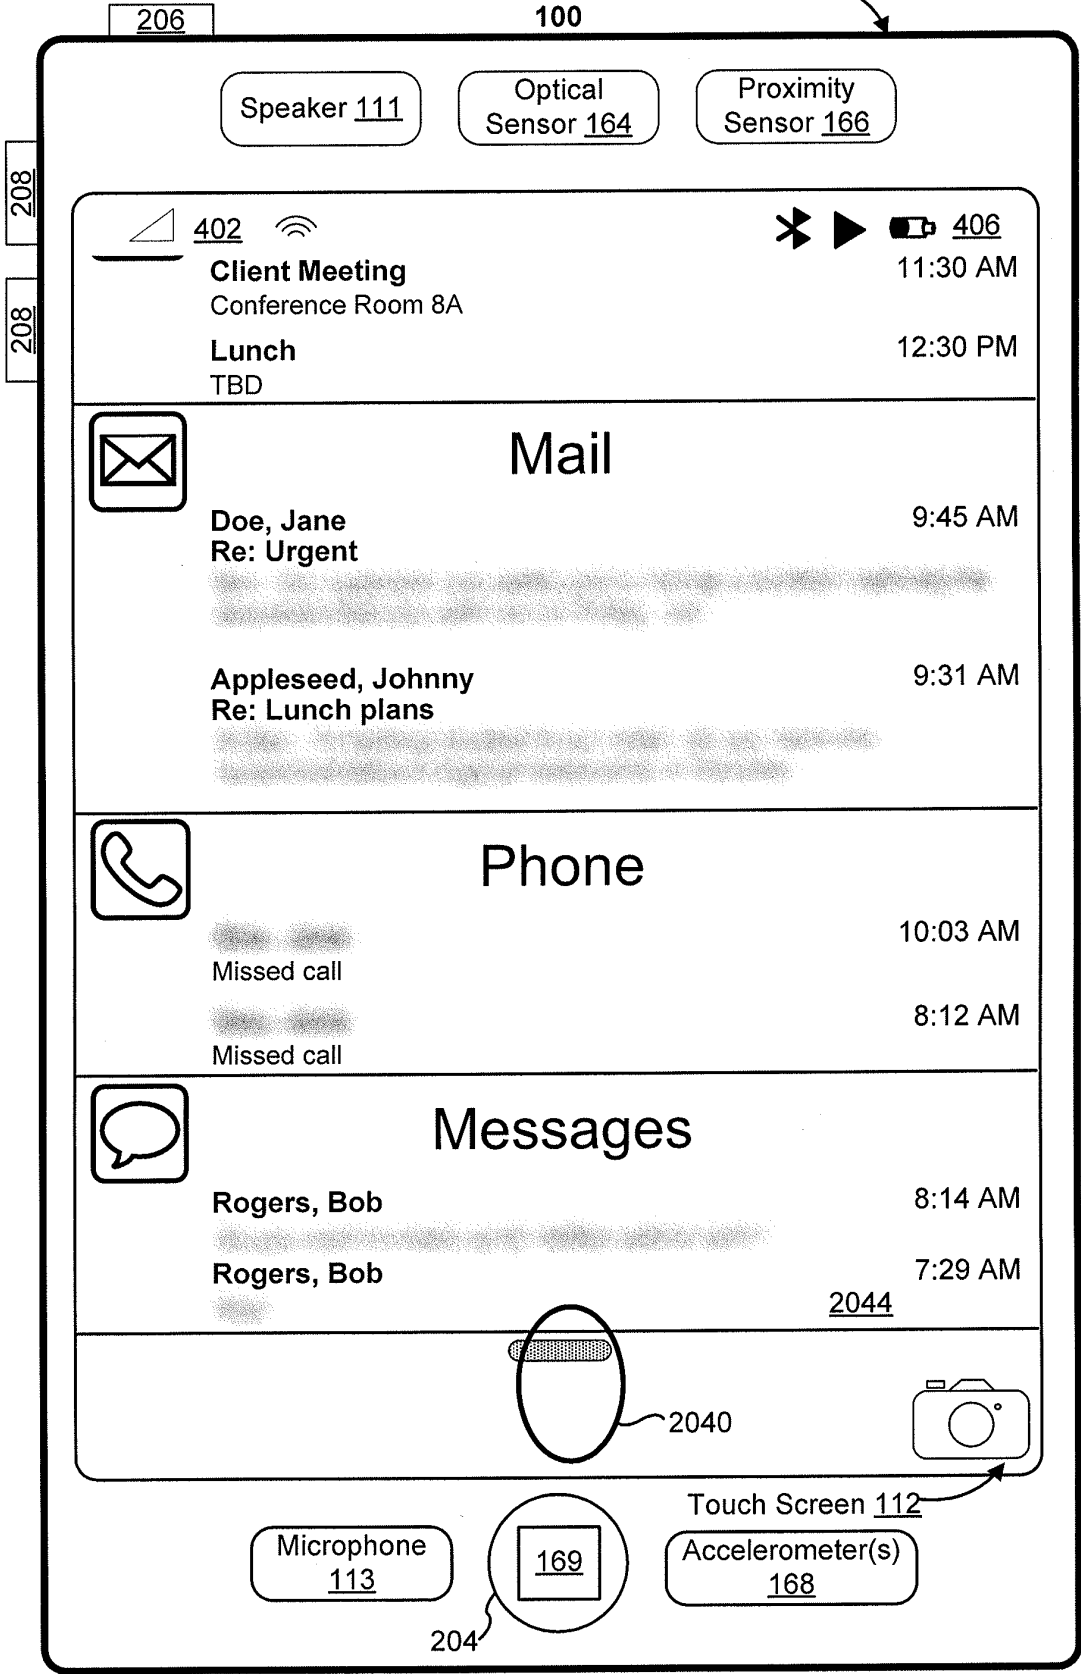 206
100
Speaker 111
Optical
Sensor 164
Proximity
Sensor 166
208
208
402
406
Client Meeting
11:30 AM
Conference Room 8A
Lunch
12:30 PM
TBD
Mail
Doe, Jane
9:45 AM
Re: Urgent
Appleseed, Johnny
9:31 AM
Re: Lunch plans
Phone
10:03 AM
Missed call
8:12 AM
Missed call
Messages
Rogers, Bob
8:14 AM
Rogers, Bob
7:29 AM
2044
2040
Touch Screen 112
Microphone
113
169
Accelerometer(s)
168
204